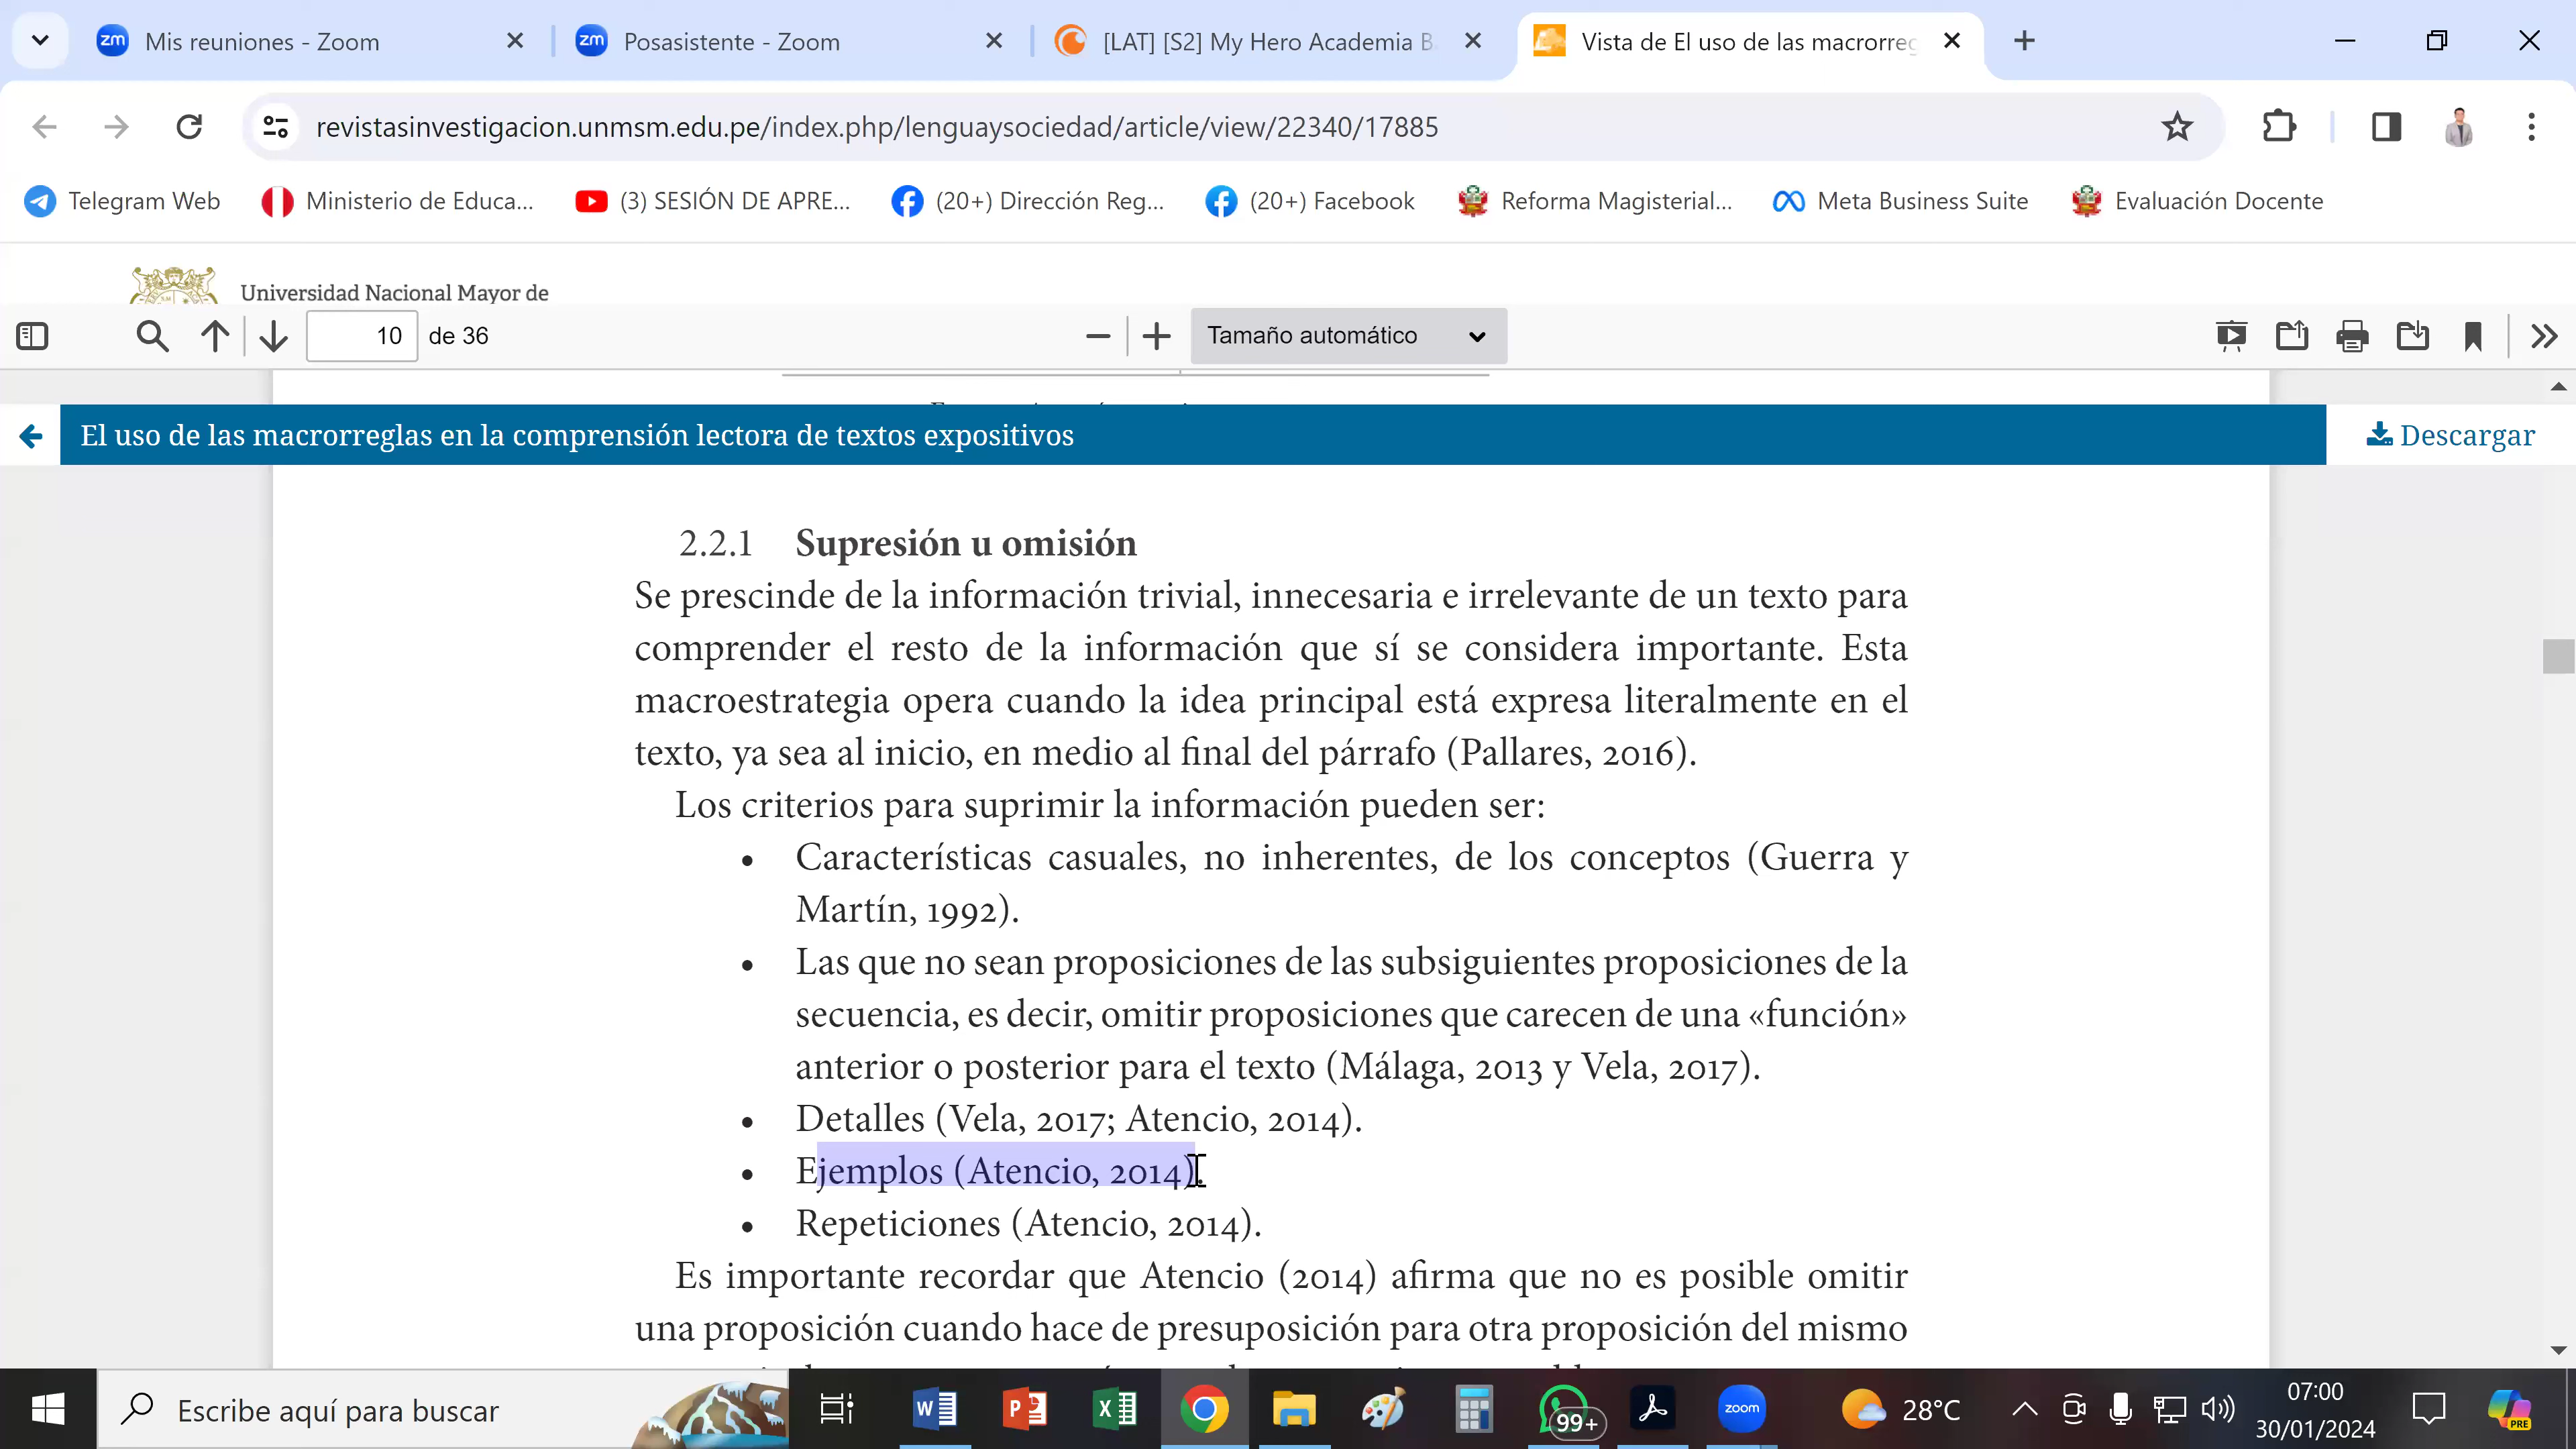 Mis reuniones - Zoom
Posasistente - Zoom
[LAT] [S2] My Hero Academia B
Vista de El uso de las macrorreg
revistasinvestigacion.unmsm.edu.pe/index.php/lenguaysociedad/article/view/22340/17885
Telegram Web
Ministerio de Educa...
(3) SESIÓN DE APRE...
(20+) Dirección Reg...
(20+) Facebook
Reforma Magisterial...
Meta Business Suite
Evaluación Docente
Universidad Nacional Mayor de
10 de 36
Tamaño automático
El uso de las macrorreglas en la comprensión lectora de textos expositivos
Descargar
2.2.1 Supresión u omisión
Se prescinde de la información trivial, innecesaria e irrelevante de un texto para
comprender el resto de la información que sí se considera importante. Esta
macroestrategia opera cuando la idea principal está expresa literalmente en el
texto, ya sea al inicio, en medio al final del párrafo (Pallares, 2016).
Los criterios para suprimir la información pueden ser:
• Características casuales, no inherentes, de los conceptos (Guerra y
Martín, 1992).
• Las que no sean proposiciones de las subsiguientes proposiciones de la
secuencia, es decir, omitir proposiciones que carecen de una «función»
anterior o posterior para el texto (Málaga, 2013 y Vela, 2017).
• Detalles (Vela, 2017; Atencio, 2014).
• Ejemplos (Atencio, 2014).
• Repeticiones (Atencio, 2014).
Es importante recordar que Atencio (2014) afirma que no es posible omitir
una proposición cuando hace de presuposición para otra proposición del mismo
Escribe aquí para buscar
99+
zoom
28°C
PRE
07:00
30/01/2024